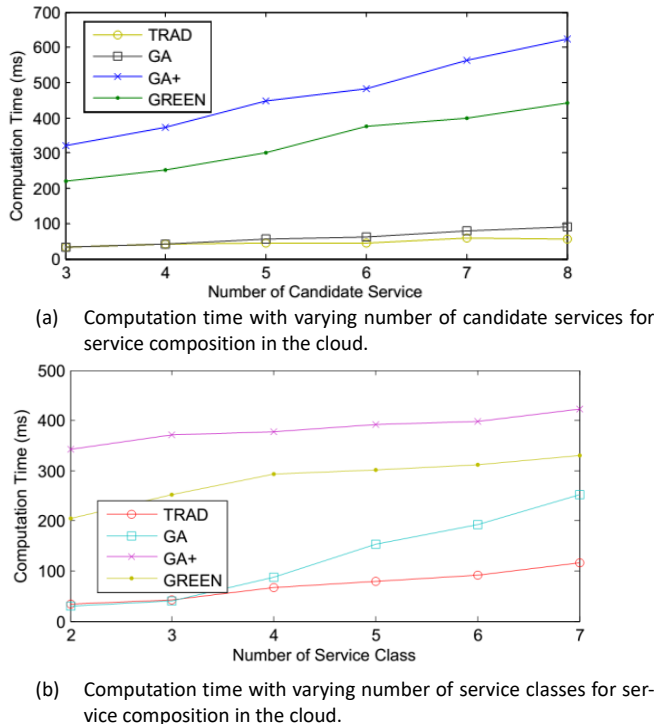 700
600
500
400
300
200
100
0
Computation Time (ms)
TRAD
GA
GA+
GREEN
3 4 5 6 7 8
Number of Candidate Service
(a) Computation time with varying number of candidate services for
service composition in the cloud.
500
400
300
200
100
0
Computation Time (ms)
TRAD
GA
GA+
GREEN
2 3 4 5 6 7
Number of Service Class
(b) Computation time with varying number of service classes for ser-
vice composition in the cloud.